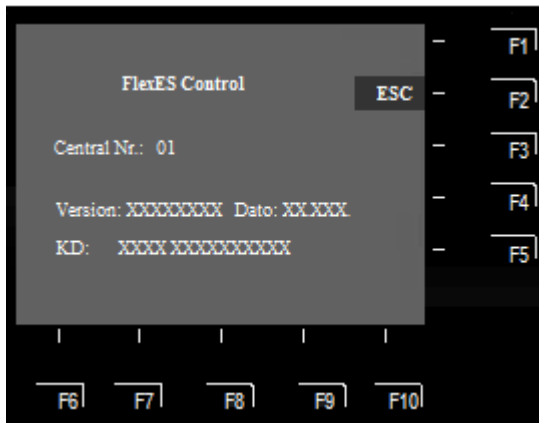 FlexES Control
ESC
Central Nr.: 01
Version: XXXXXXXX Dato: XX.XXX.
KD: XXXX XXXXXXXXXX
F1
F2
F3
F4
F5
F6 F7 F8 F9 F10